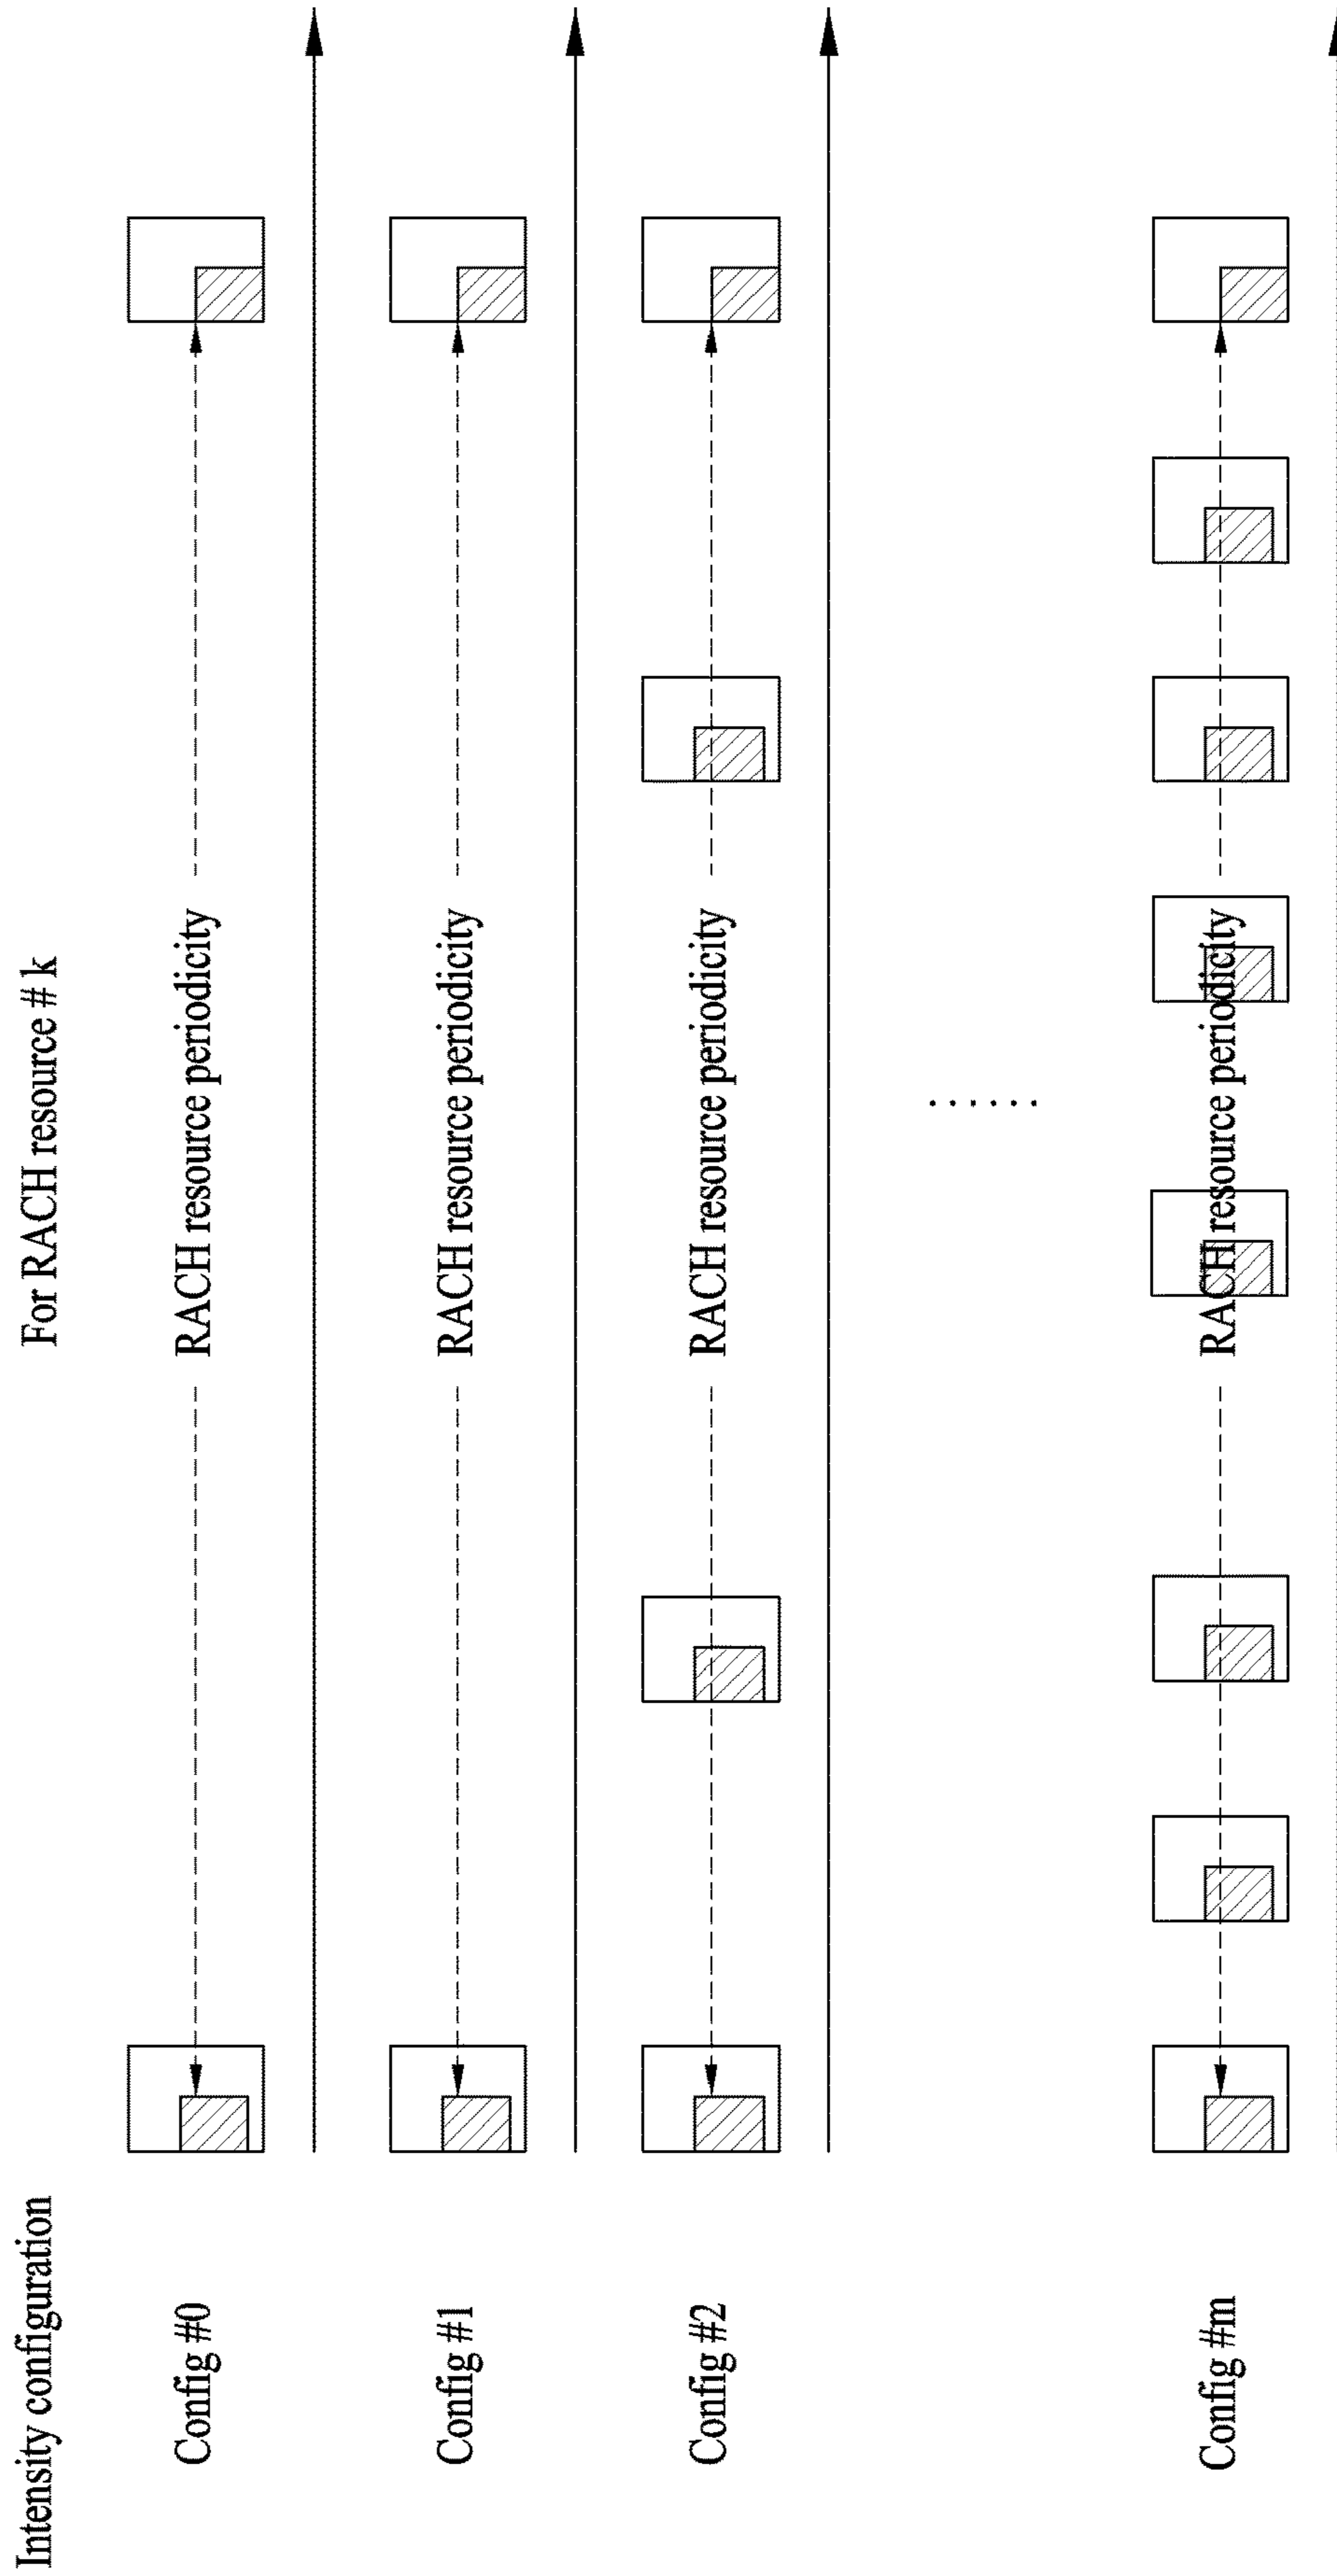 Intensity configuration
For RACH resource # k
Config #0
RACH resource periodicity
Config #1
RACH resource periodicity
Config #2
RACH resource periodicity
......
Config #m
RACH resource periodicity